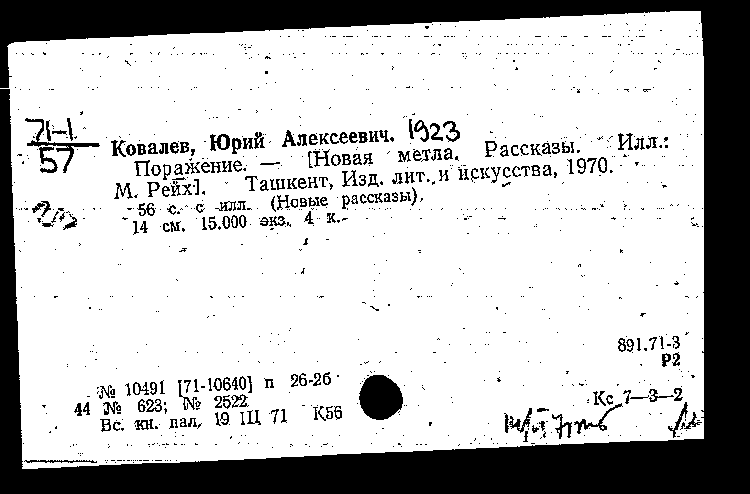 71-1
57
Ковалев, Юрий Алексеевич. 1923
Поражение. — [Новая метла. Рассказы. Илл.:
М. Рейх]. Ташкент, Изд. лит. и искусства, 1970.
56 с. с илл. (Новые рассказы).
14 см. 15.000 экз. 4 к.
891.71-3
Р2
№ 10491 [71-10640] п 26-2б
44 № 623; № 2522
Кс 7—3—2
Вс. кн. пал. 19 III 71 К56